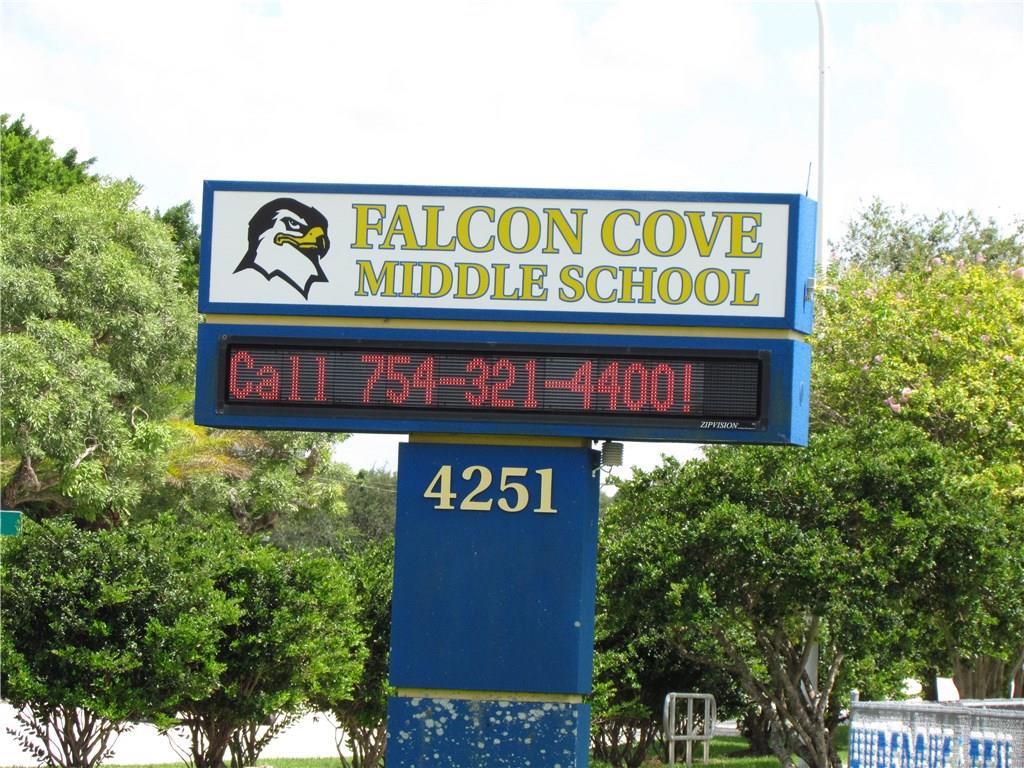 FALCON COVE
MIDDLE SCHOOL
Call 754-321-4400!
ZIPVISION
4251